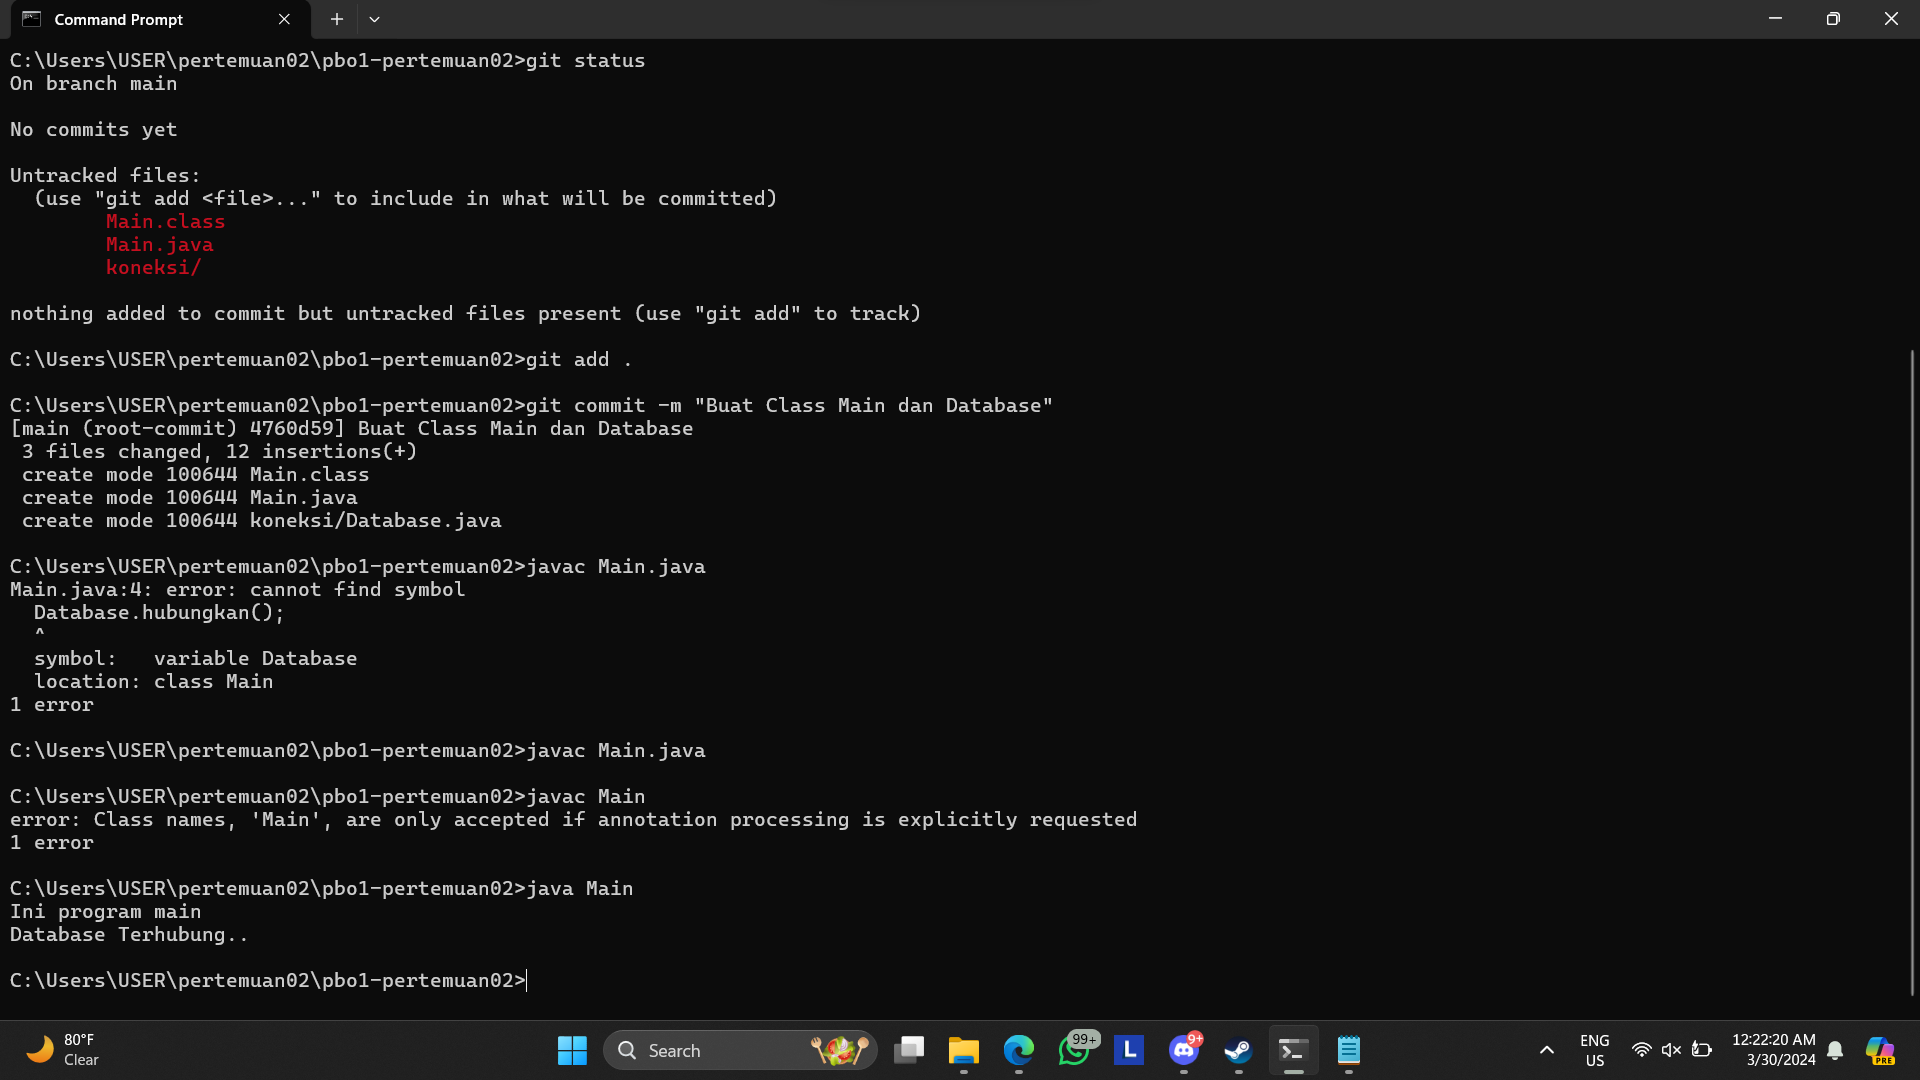 Command Prompt
C:\Users\USER\pertemuan02\pbo1-pertemuan02>git status
On branch main
No commits yet
Untracked files:
  (use "git add <file>..." to include in what will be committed)
        Main.class
        Main.java
        koneksi/
nothing added to commit but untracked files present (use "git add" to track)
C:\Users\USER\pertemuan02\pbo1-pertemuan02>git add .
C:\Users\USER\pertemuan02\pbo1-pertemuan02>git commit -m "Buat Class Main dan Database"
[main (root-commit) 4760d59] Buat Class Main dan Database
 3 files changed, 12 insertions(+)
 create mode 100644 Main.class
 create mode 100644 Main.java
 create mode 100644 koneksi/Database.java
C:\Users\USER\pertemuan02\pbo1-pertemuan02>javac Main.java
Main.java:4: error: cannot find symbol
  Database.hubungkan();
  ^
  symbol:   variable Database
  location: class Main
1 error
C:\Users\USER\pertemuan02\pbo1-pertemuan02>javac Main.java
C:\Users\USER\pertemuan02\pbo1-pertemuan02>javac Main
error: Class names, 'Main', are only accepted if annotation processing is explicitly requested
1 error
C:\Users\USER\pertemuan02\pbo1-pertemuan02>java Main
Ini program main
Database Terhubung..
C:\Users\USER\pertemuan02\pbo1-pertemuan02>
80°F
Clear
Search
99+
L
9+
ENG
US
12:22:20 AM
3/30/2024
PRE